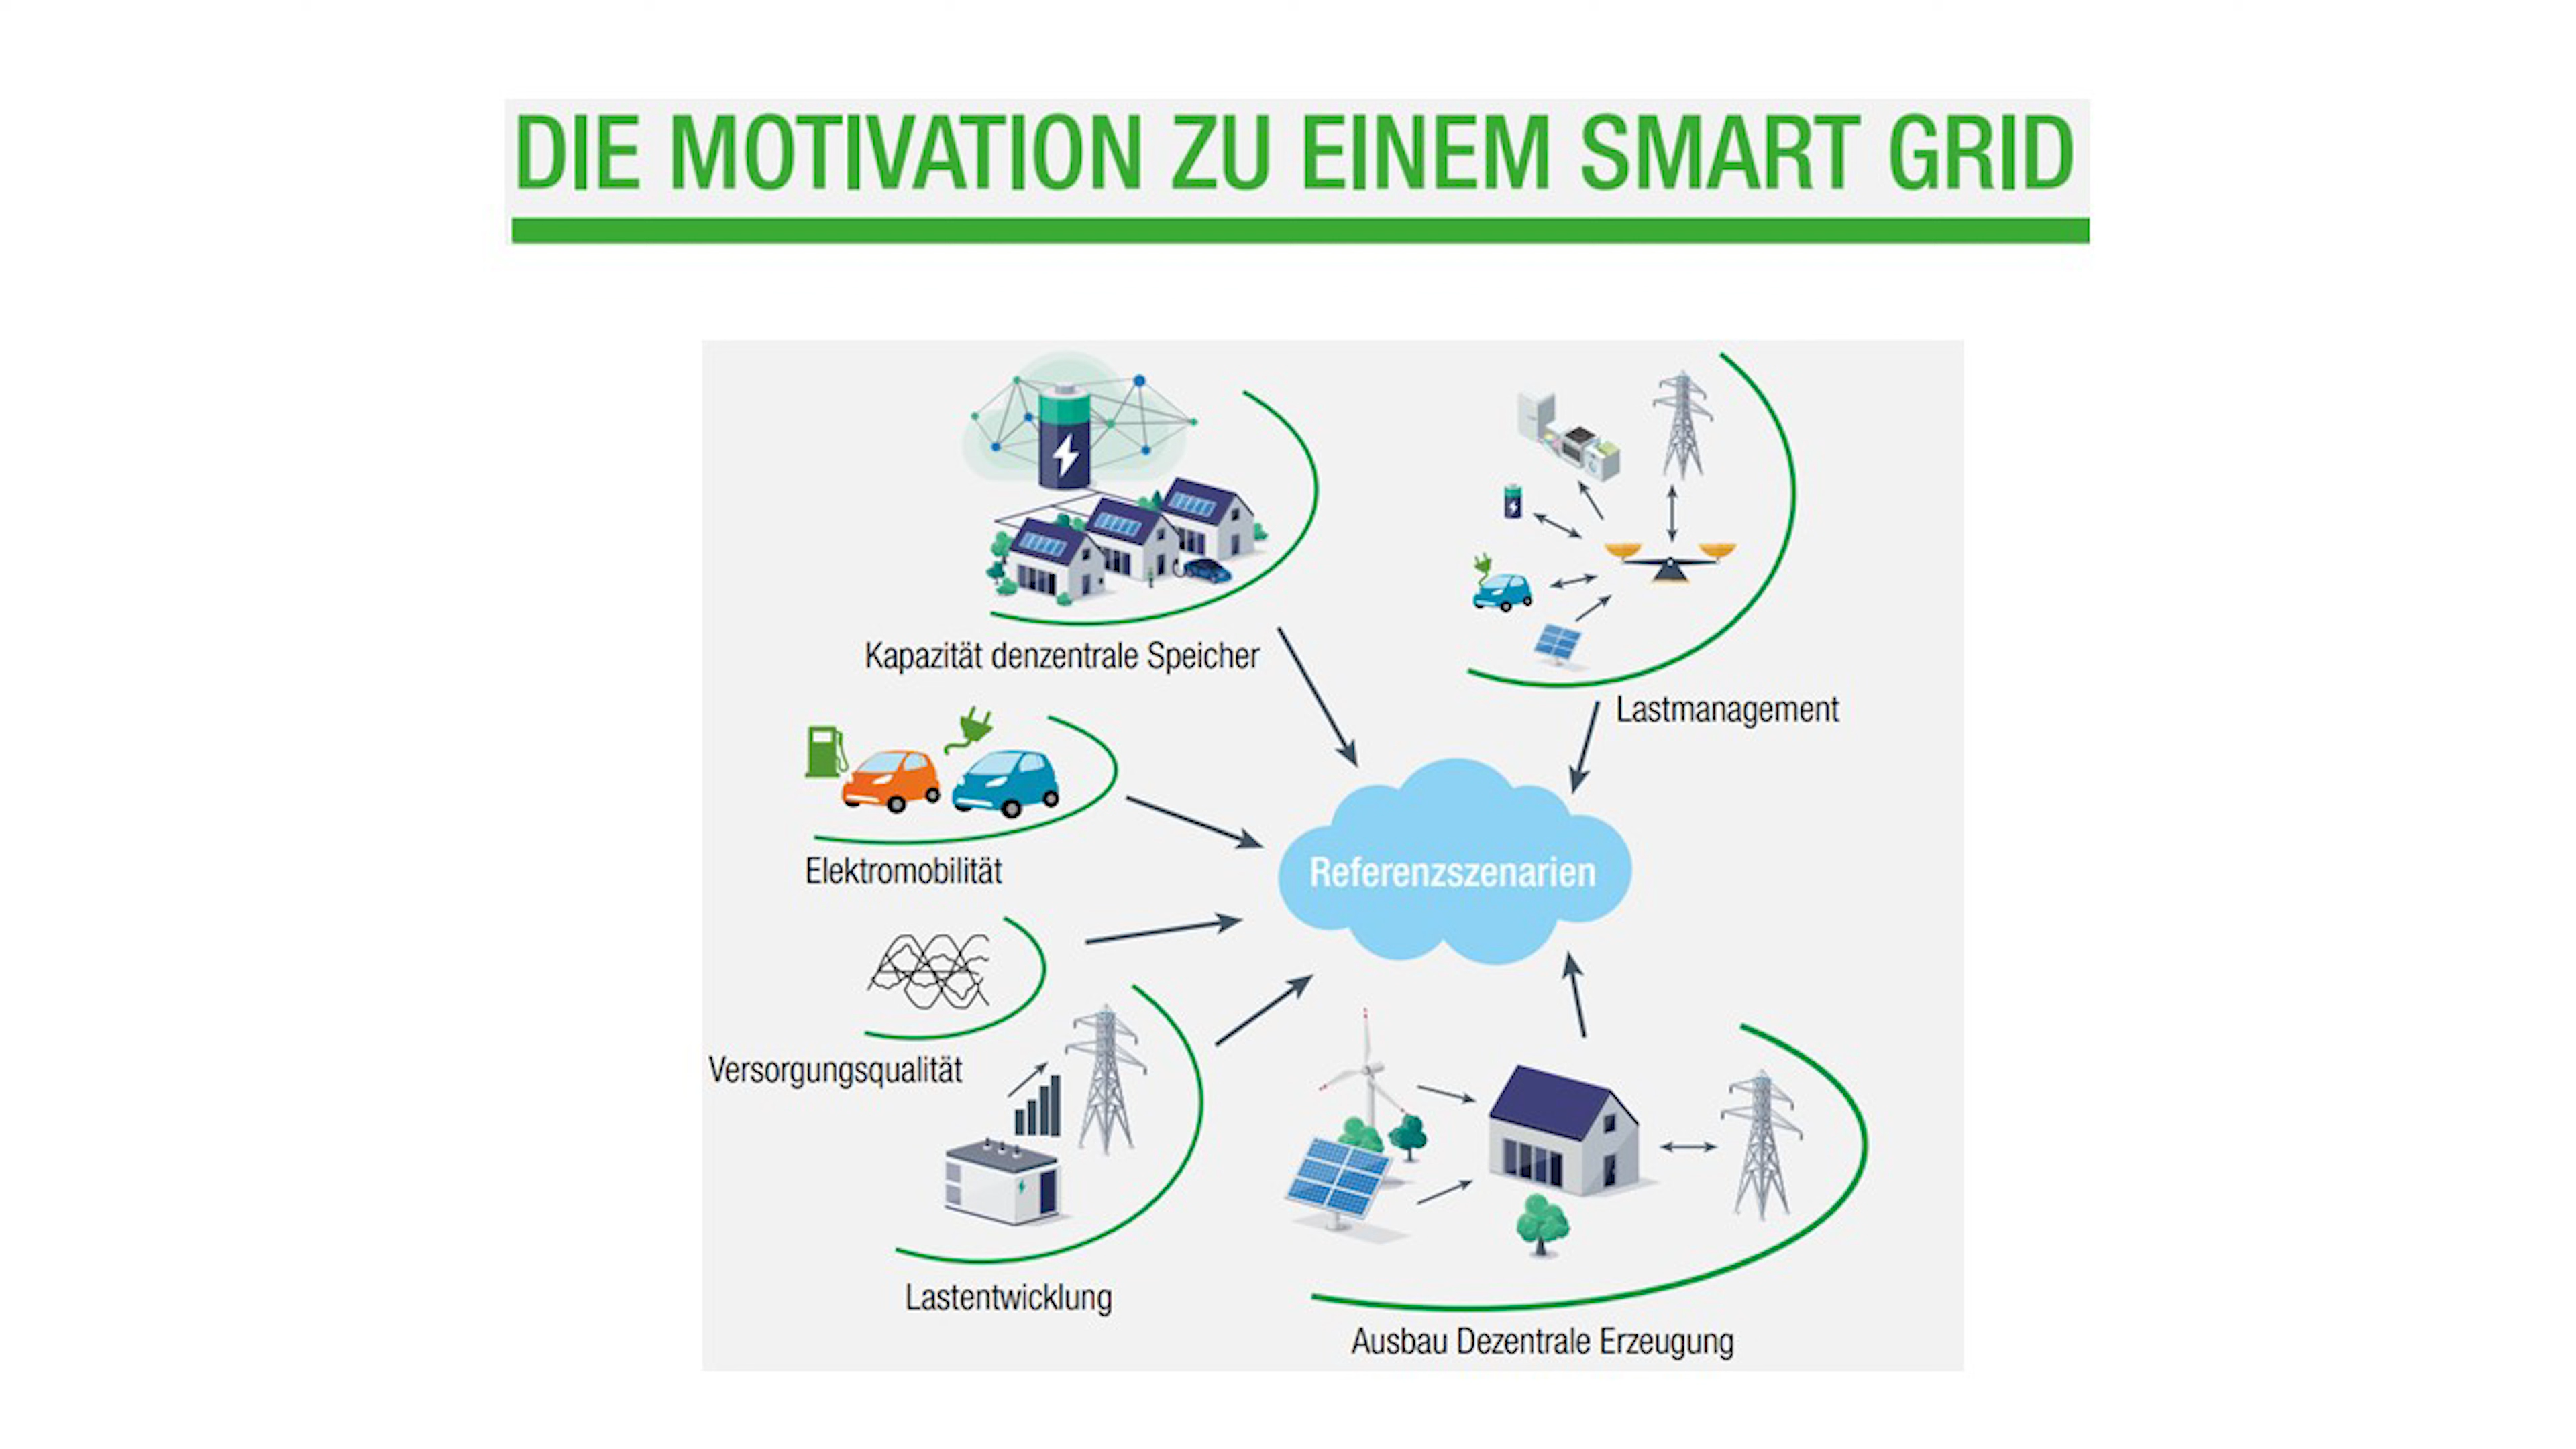 DIE MOTIVATION ZU EINEM SMART GRID
Kapazität denzentrale Speicher
Lastmanagement
Elektromobilität
Referenzszenarien
Versorgungsqualität
Lastentwicklung
Ausbau Dezentrale Erzeugung